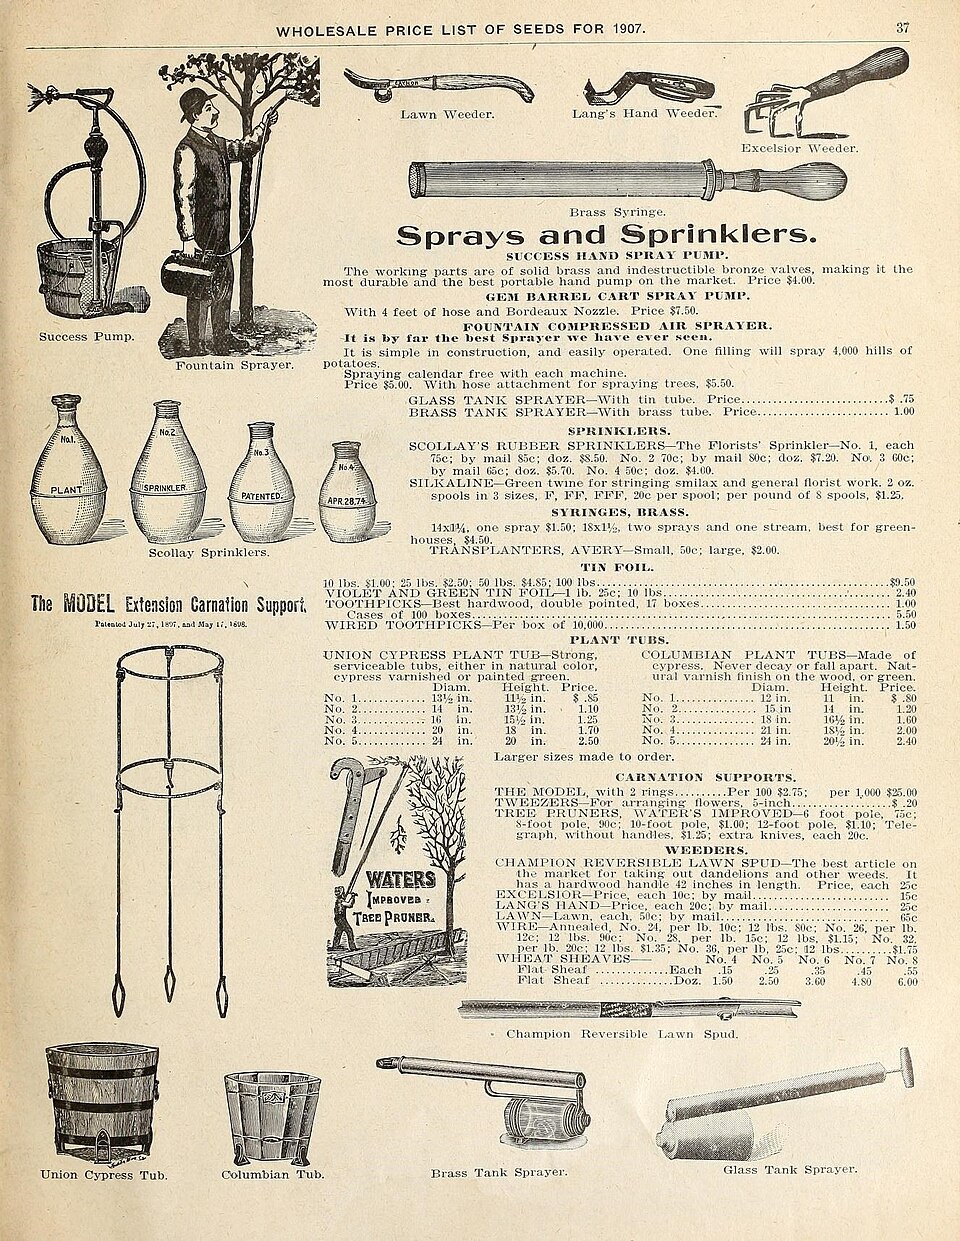 WHOLESALE PRICE LIST OF SEEDS FOR 1907.
37
Lawn Weeder.
Lang's Hand Weeder.
Excelsior Weeder.
Brass Syringe.
Success Pump.
Fountain Sprayer.
Sprays and Sprinklers.
SUCCESS HAND SPRAY PUMP.
The working parts are of solid brass and indestructible bronze valves, making it the
most durable and the best portable hand pump on the market. Price $4.00.
GEM BARREL CART SPRAY PUMP.
With 4 feet of hose and Bordeaux Nozzle. Price $7.50.
FOUNTAIN COMPRESSED AIR SPRAYER.
It is by far the best Sprayer we have ever seen.
It is simple in construction, and easily operated. One filling will spray 4,000 hills of
potatoes.
Spraying calendar free with each machine.
Price $5.00. With hose attachment for spraying trees, $5.50.
GLASS TANK SPRAYER—With tin tube. Price..............................$ .75
BRASS TANK SPRAYER—With brass tube. Price............................ 1.00
SPRINKLERS.
SCOLLAY'S RUBBER SPRINKLERS—The Florists' Sprinkler—No. 1, each
75c; by mail 85c; doz. $8.50. No. 2 70c; by mail 80c; doz. $7.20. No. 3 60c;
by mail 65c; doz. $5.70. No. 4 50c; doz. $4.00.
SILKALINE—Green twine for stringing smilax and general florist work. 2 oz.
spools in 3 sizes, F, FF, FFF, 20c per spool; per pound of 8 spools, $1.25.
SYRINGES, BRASS.
14x1¼, one spray $1.50; 18x1½, two sprays and one stream, best for green-
houses, $4.50.
TRANSPLANTERS, AVERY—Small, 50c; large, $2.00.
No.1.
PLANT
No.2
SPRINKLER.
No.3
PATENTED.
No.4
APR.28.74.
Scollay Sprinklers.
TIN FOIL.
10 lbs. $1.00; 25 lbs. $2.50; 50 lbs. $4.85; 100 lbs..............................$9.50
VIOLET AND GREEN TIN FOIL—1 lb. 25c; 10 lbs.............................. 2.40
TOOTHPICKS—Best hardwood, double pointed, 17 boxes.............................. 1.00
Cases of 100 boxes.............................. 5.50
WIRED TOOTHPICKS—Per box of 10,000.............................. 1.50
The MODEL Extension Carnation Support,
Patented July 27, 1897, and May 17, 1898.
PLANT TUBS.
UNION CYPRESS PLANT TUB—Strong,
serviceable tubs, either in natural color,
cypress varnished or painted green.
Diam. Height. Price.
No. 1............ 13½ in. 11½ in. $ .85
No. 2............ 14 in. 13½ in. 1.10
No. 3............ 16 in. 15½ in. 1.25
No. 4............ 20 in. 18 in. 1.70
No. 5............ 24 in. 20 in. 2.50
COLUMBIAN PLANT TUBS—Made of
cypress. Never decay or fall apart. Nat-
ural varnish finish on the wood, or green.
Diam. Height. Price.
No. 1............ 12 in. 11 in. $ .80
No. 2............ 15 in 14 in. 1.20
No. 3............ 18 in. 16½ in. 1.60
No. 4............ 21 in. 18½ in. 2.00
No. 5............ 24 in. 20½ in. 2.40
Larger sizes made to order.
CARNATION SUPPORTS.
THE MODEL, with 2 rings..........Per 100 $2.75; per 1,000 $25.00
TWEEZERS—For arranging flowers, 5-inch....................$ .20
TREE PRUNERS, WATER'S IMPROVED—6 foot pole, 75c;
8-foot pole, 90c; 10-foot pole, $1.00; 12-foot pole, $1.10; Tele-
graph, without handles, $1.25; extra knives, each 20c.
WATERS
IMPROVED
TREE PRUNER.
WEEDERS.
CHAMPION REVERSIBLE LAWN SPUD—The best article on
the market for taking out dandelions and other weeds. It
has a hardwood handle 42 inches in length. Price, each 25c
EXCELSIOR—Price, each 10c; by mail.................... 15c
LANG'S HAND—Price, each 20c; by mail.................... 25c
LAWN—Lawn, each, 50c; by mail.................... 65c
WIRE—Annealed, No. 24, per lb. 10c; 12 lbs. 80c; No. 26, per lb.
12c; 12 lbs. 90c; No. 28, per lb. 15c; 12 lbs, $1.15; No. 32,
per lb. 20c; 12 lbs. $1.35; No. 36, per lb. 25c; 12 lbs..........$1.75
WHEAT SHEAVES— No. 4 No. 5 No. 6 No. 7 No. 8
Flat Sheaf ..............Each .15 .25 .35 .45 .55
Flat Sheaf ..............Doz. 1.50 2.50 3.60 4.80 6.00
Champion Reversible Lawn Spud.
Union Cypress Tub.
Columbian Tub.
Brass Tank Sprayer.
Glass Tank Sprayer.